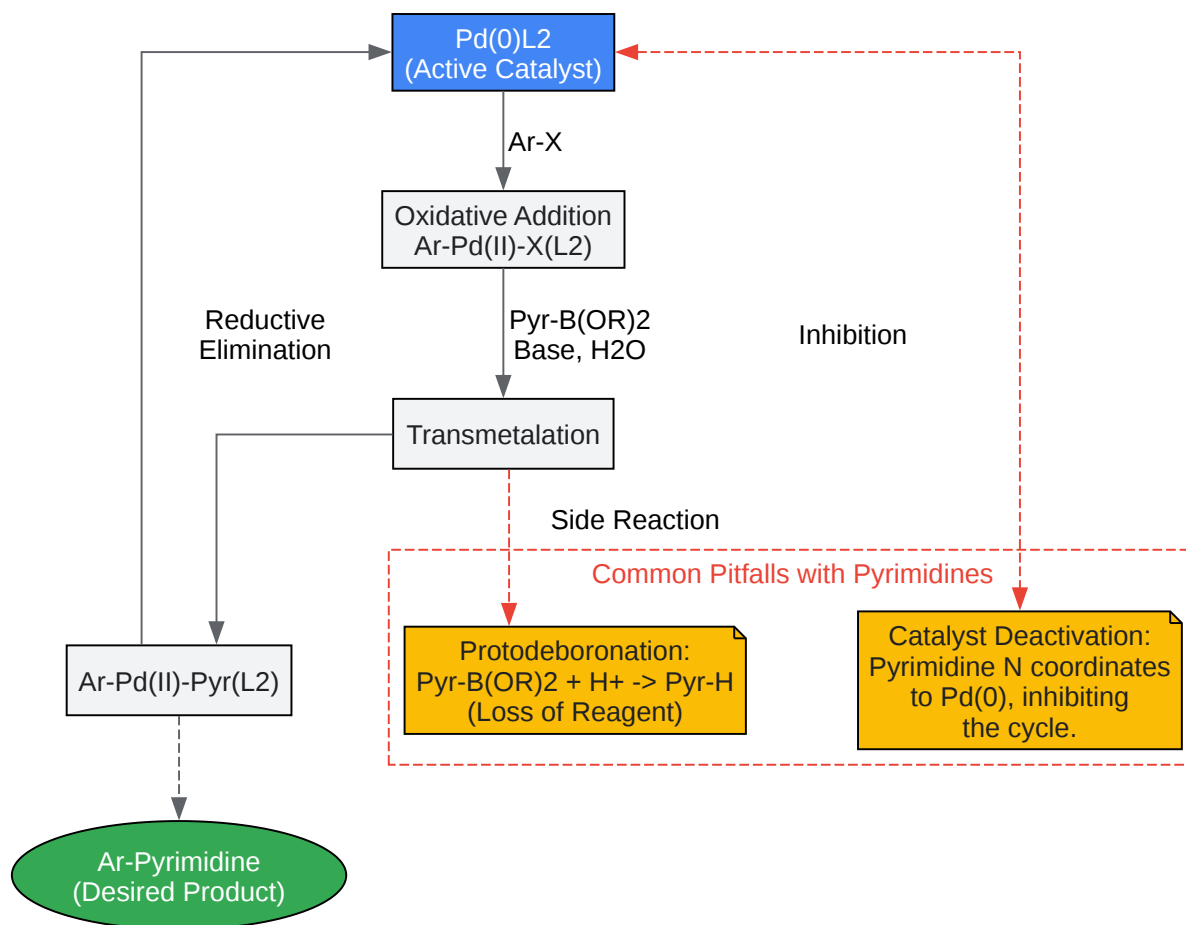 Pd(0)L2
(Active Catalyst)
Ar-X
Oxidative Addition
Ar-Pd(II)-X(L2)
Reductive
Elimination
Pyr-B(OR)2
Base, H2O
Inhibition
Transmetalation
Side Reaction
Common Pitfalls with Pyrimidines
Protodeboronation:
Pyr-B(OR)2 + H+ -> Pyr-H
(Loss of Reagent)
Catalyst Deactivation:
Pyrimidine N coordinates
to Pd(0), inhibiting
the cycle.
Ar-Pd(II)-Pyr(L2)
Ar-Pyrimidine
(Desired Product)